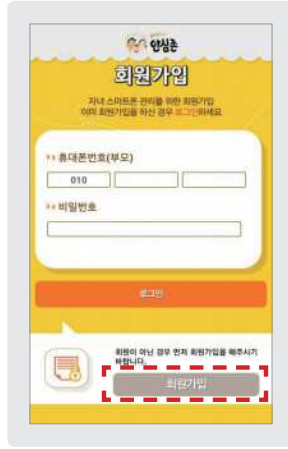 안심존
회원가입
자녀 스마트폰 관리를 위한 회원가입
이미 회원가입을 하신 경우 로그인하세요
휴대폰번호(부모)
010
비밀번호
로그인
회원이 아닌 경우 먼저 회원가입을 해주시기
바랍니다.
회원가입